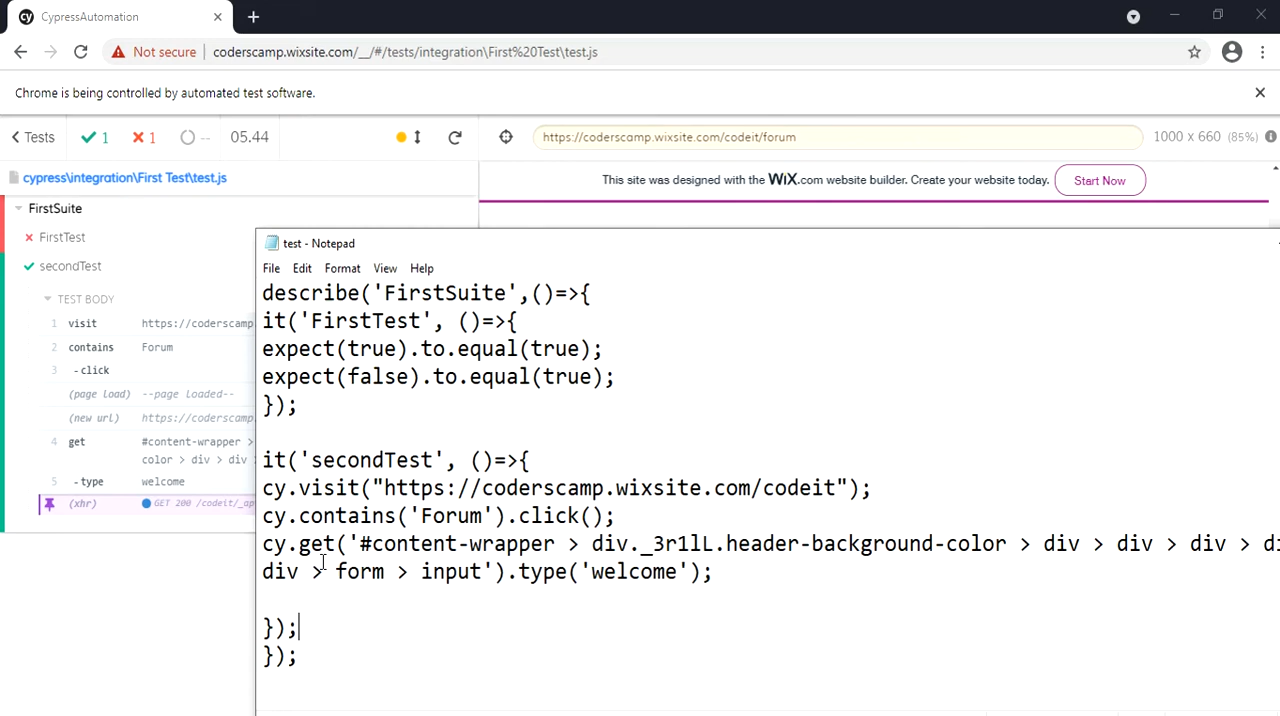 CypressAutomation
Not secure coderscamp.wixsite.com/__/#/tests/integration\First%20Test\test.js
Chrome is being controlled by automated test software.
Tests 1 1 -- 05.44 https://coderscamp.wixsite.com/codeit/forum 1000 x 660 (85%)
cypress\integration\First Test\test.js
This site was designed with the WiX.com website builder. Create your website today. Start Now
FirstSuite
FirstTest
secondTest
TEST BODY
1 visit https://coderscamp
2 contains Forum
3 - click
(page load) --page loaded--
(new url) https://coderscamp
4 get #content-wrapper >
color > div > div >
5 - type welcome
(xhr) GET 200 /codeit/_ap
test - Notepad
File Edit Format View Help
describe('FirstSuite',()=>{
it('FirstTest', ()=>{
expect(true).to.equal(true);
expect(false).to.equal(true);
});
it('secondTest', ()=>{
cy.visit("https://coderscamp.wixsite.com/codeit");
cy.contains('Forum').click();
cy.get('#content-wrapper > div._3r1lL.header-background-color > div > div > div >
div > form > input').type('welcome');
});
});